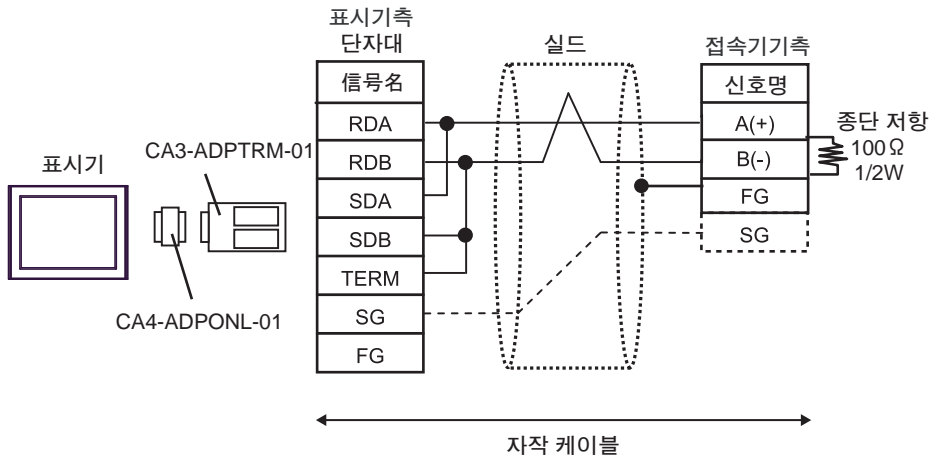 표시기측
단자대
실드
접속기기측
信号名
신호명
RDA
A(+)
종단 저항
100Ω
1/2W
표시기
CA3-ADPTRM-01
RDB
B(-)
SDA
FG
SDB
SG
TERM
CA4-ADPONL-01
SG
FG
자작 케이블